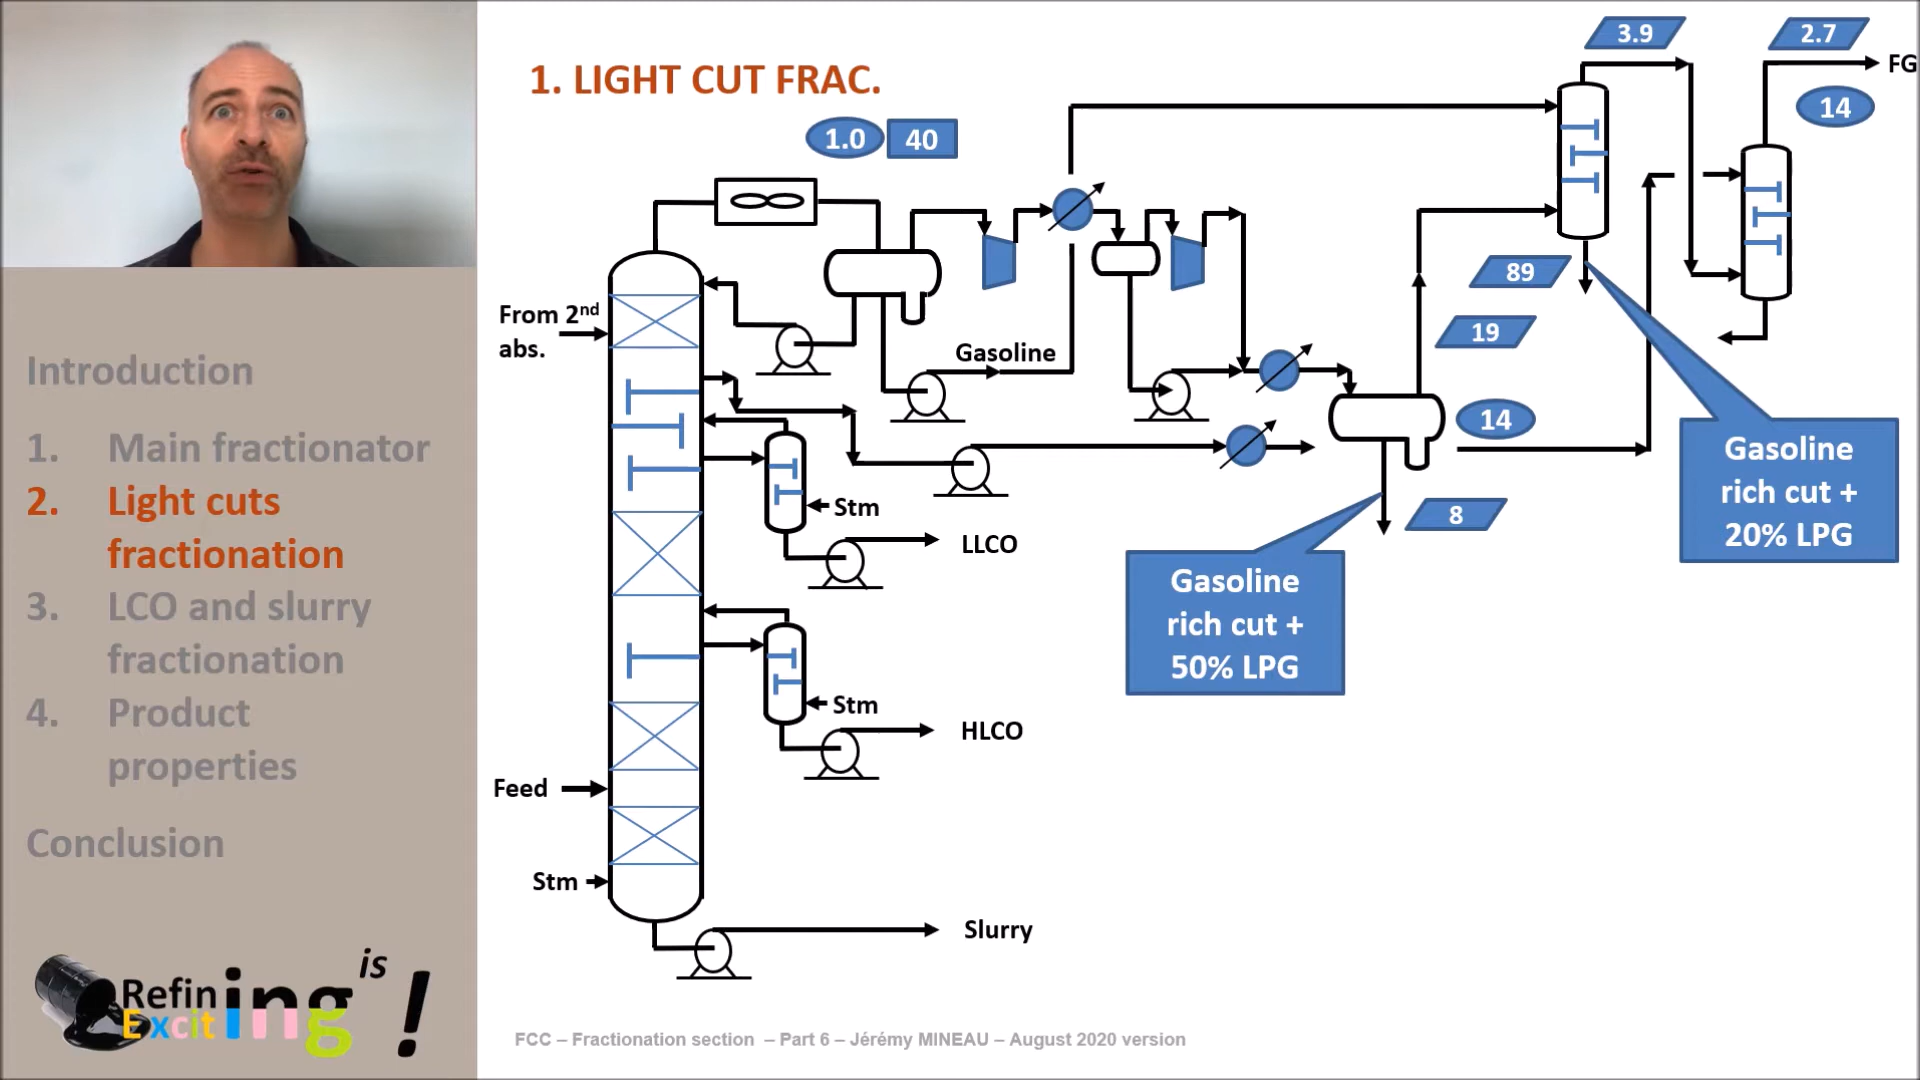 1. LIGHT CUT FRAC.
Introduction
1. Main fractionator
2. Light cuts
fractionation
3. LCO and slurry
fractionation
4. Product
properties
Conclusion
Refining
is
Exciting
!
3.9
2.7
FG
14
1.0
40
From 2nd
abs.
Gasoline
89
19
14
8
Stm
LLCO
Stm
HLCO
Feed
Stm
Slurry
Gasoline
rich cut +
50% LPG
Gasoline
rich cut +
20% LPG
FCC – Fractionation section – Part 6 – Jérémy MINEAU – August 2020 version